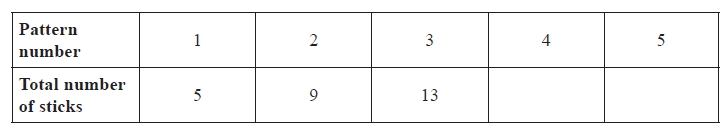 Pattern number 1 2 3 4 5
Total number of sticks 5 9 13